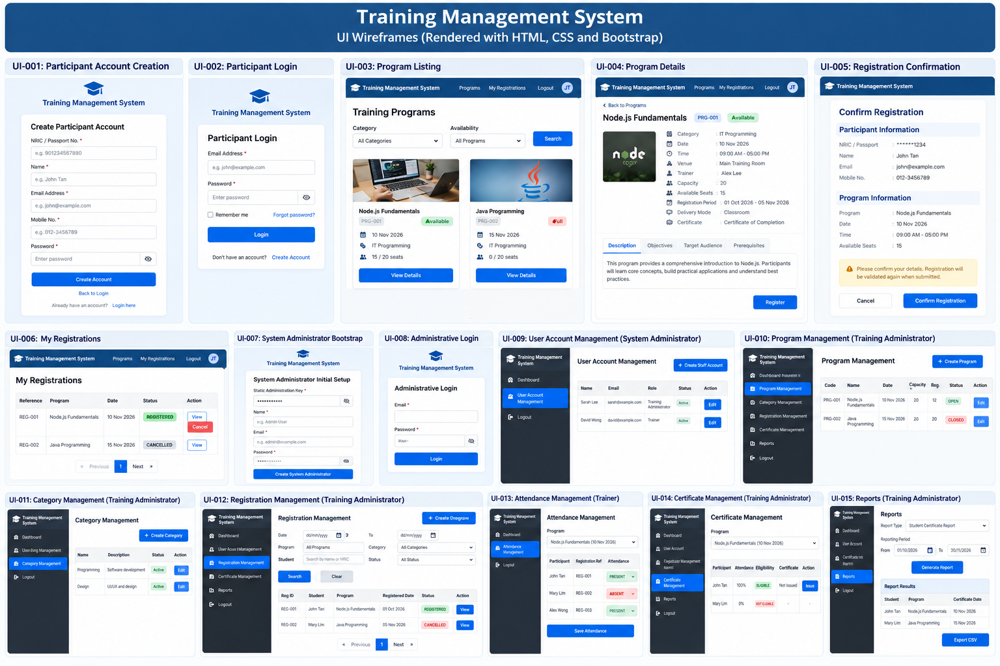 Training Management System
UI Wireframes (Rendered with HTML, CSS and Bootstrap)
UI-001: Participant Account Creation
Training Management System
Create Participant Account
NRIC / Passport No. *
e.g. 901234567890
Name *
e.g. John Tan
Email Address *
e.g. john@example.com
Mobile No. *
e.g. 012-3456789
Password *
Enter password
Create Account
Back to Login
Already have an account? Login here
UI-002: Participant Login
Training Management System
Participant Login
Email Address *
e.g. john@example.com
Password *
Enter password
Remember me Forgot password?
Login
Don't have an account? Create Account
UI-003: Program Listing
Training Management System Programs My Registrations Logout JT
Training Programs
Category Availability
All Categories All Programs Search
Node.js Fundamentals
PRG-001 Available
10 Nov 2026
IT Programming
15 / 20 seats
View Details
Java Programming
PRG-002 Full
15 Nov 2026
IT Programming
0 / 20 seats
View Details
UI-004: Program Details
Training Management System Programs My Registrations Logout JT
Back to Programs
Node.js Fundamentals PRG-001 Available
node
Category : IT Programming
Date : 10 Nov 2026
Time : 09:00 AM - 05:00 PM
Venue : Main Training Room
Trainer : Alex Lee
Capacity : 20
Available Seats : 15
Registration Period : 01 Oct 2026 - 05 Nov 2026
Delivery Mode : Classroom
Certificate : Certificate of Completion
Description Objectives Target Audience Prerequisites
This program provides a comprehensive introduction to Node.js. Participants
will learn core concepts, build practical applications and understand best
practices.
Register
UI-005: Registration Confirmation
Training Management System
Confirm Registration
Participant Information
NRIC / Passport : ******1234
Name : John Tan
Email : john@example.com
Mobile No. : 012-3456789
Program Information
Program : Node.js Fundamentals
Date : 10 Nov 2026
Time : 09:00 AM - 05:00 PM
Available Seats : 15
Please confirm your details. Registration will
be validated again when submitted.
Cancel Confirm Registration
UI-006: My Registrations
Training Management System Programs My Registrations Logout JT
My Registrations
Reference Program Date Status Action
REG-001 Node,js Fundamentals 10 Nov 2026 REGISTERED View
Cancel
REG-002 Java Programming 15 Nov 2026 CANCELLED View
« Previous 1 Next »
UI-007: System Administrator Bootstrap
Training Management System
System Administrator Initial Setup
Static Administration Key *
Name *
e.g. Admin User
Email *
e.g. admin@example.com
Password *
Create System Administrator
UI-008: Administrative Login
Training Management System
Administrative Login
Email *
Password *
Login
UI-009: User Account Management (System Administrator)
Training Management
System
Dashboard
User Account
Management
Logout
User Account Management
+ Create Staff Account
Name Email Role Status Action
Sarah Lee sarah@example.com Training
Administrator Active Edit
David Wong david@example.com Trainer Active Edit
UI-010: Program Management (Training Administrator)
Training Management
System
Dashboard
Program Management
Category Management
Registration Management
Certificate Management
Reports
Logout
Program Management
+ Create Program
Code Name Date Capacity Reg. Status Action
PRG-001 Node,js
Fundamentals 10 Nov 2026 20 12 OPEN Edit
PRG-002 Java
Programming 15 Nov 2026 20 20 CLOSED Edit
UI-011: Category Management (Training Administrator)
Training Management
System
Dashboard
Category Management
Logout
Category Management
+ Create Category
Name Description Status Action
Programming Software development Active Edit
Design UI/UX and design Active Edit
UI-012: Registration Management (Training Administrator)
Training Management
System
Dashboard
Registration Management
Certificate Management
Reports
Logout
Registration Management
+ Create
Date dd/mm/yyyy To dd/mm/yyyy
Program All Programs Category All Categories
Student Search by name or NRIC Status All Status
Search Clear
Reg ID Student Program Registered Date Status Action
REG-001 John Tan Node.js Fundamentals 01 Oct 2026 REGISTERED View
REG-002 Mary Lim Java Programming 05 Nov 2026 CANCELLED View
« Previous 1 Next »
UI-013: Attendance Management (Trainer)
Training Management
System
Dashboard
Attendance
Management
Logout
Attendance Management
Program
Node.js Fundamentals (10 Nov 2026)
Participant Registration Ref Attendance
John Tan REG-001 PRESENT
Mary Lim REG-002 ABSENT
Alex Wong REG-003 PRESENT
Save Attendance
UI-014: Certificate Management (Training Administrator)
Training Management
System
Dashboard
User Account
Certificate
Management
Reports
Logout
Certificate Management
Program
Node.js Fundamentals (10 Nov 2026)
Participant Attendance Eligibility Certificate Action
John Tan 100% ELIGIBLE Not Issued Issue
Mary Lim 0% NOT ELIGIBLE - -
UI-015: Reports (Training Administrator)
Training Management
System
Dashboard
User Account
Reports
Logout
Reports
Report Type Student Certificate Report
Reporting Period
From 01/10/2026 To 30/11/2026
Generate Report
Report Results
Student Program Certificate Date
John Tan Node.js Fundamentals 10 Nov 2026
Mary Lim Java Programming 15 Nov 2026
Export CSV